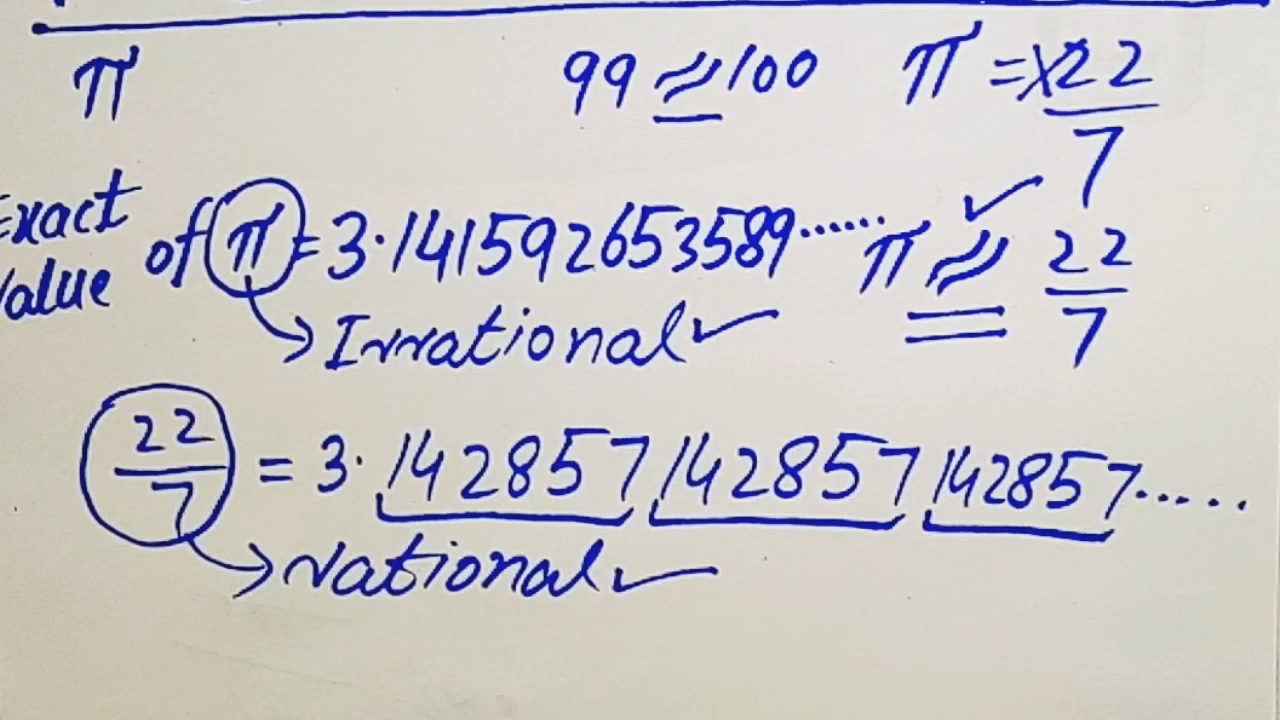 π 99 ≈ 100 π =× 22/7
Exact Value of π = 3.141592653589...... π ≈ 22/7 ✓
→ Irrational ✓
22/7 = 3.142857142857142857.....
→ rational ✓